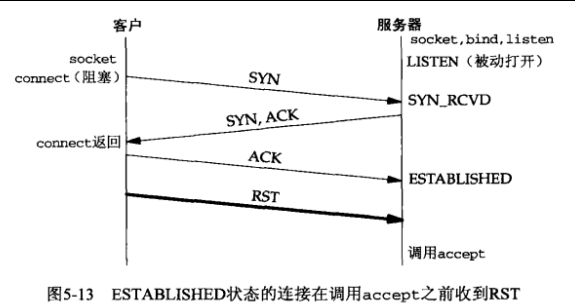 客户
服务器
socket
connect（阻塞）
socket,bind,listen
LISTEN（被动打开）
SYN
SYN_RCVD
SYN, ACK
connect返回
ACK
ESTABLISHED
RST
调用accept
图5-13 ESTABLISHED状态的连接在调用accept之前收到RST